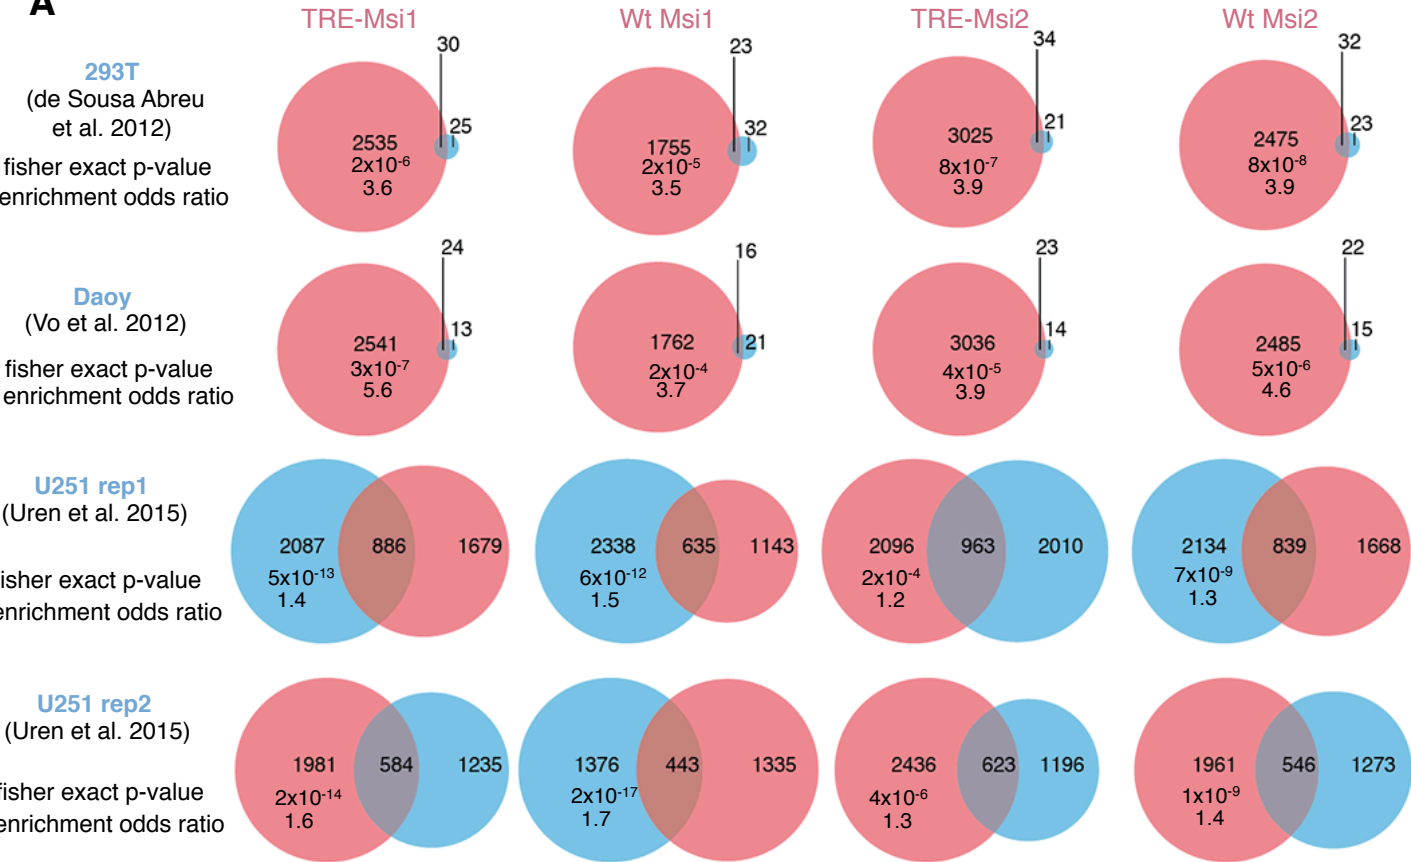 A
TRE-Msi1 Wt Msi1 TRE-Msi2 Wt Msi2
30 23 34 32
293T
(de Sousa Abreu
et al. 2012)
25 32 21 23
2535 1755 3025 2475
fisher exact p-value 2x10-6 2x10-5 8x10-7 8x10-8
enrichment odds ratio 3.6 3.5 3.9 3.9
24 16 23 22
Daoy
(Vo et al. 2012)
13 21 14 15
2541 1762 3036 2485
fisher exact p-value 3x10-7 2x10-4 4x10-5 5x10-6
enrichment odds ratio 5.6 3.7 3.9 4.6
U251 rep1
(Uren et al. 2015)
2087 886 1679 2338 635 1143 2096 963 2010 2134 839 1668
isher exact p-value 5x10-13 6x10-12 2x10-4 7x10-9
enrichment odds ratio 1.4 1.5 1.2 1.3
U251 rep2
(Uren et al. 2015)
1981 584 1235 1376 443 1335 2436 623 1196 1961 546 1273
fisher exact p-value 2x10-14 2x10-17 4x10-6 1x10-9
enrichment odds ratio 1.6 1.7 1.3 1.4